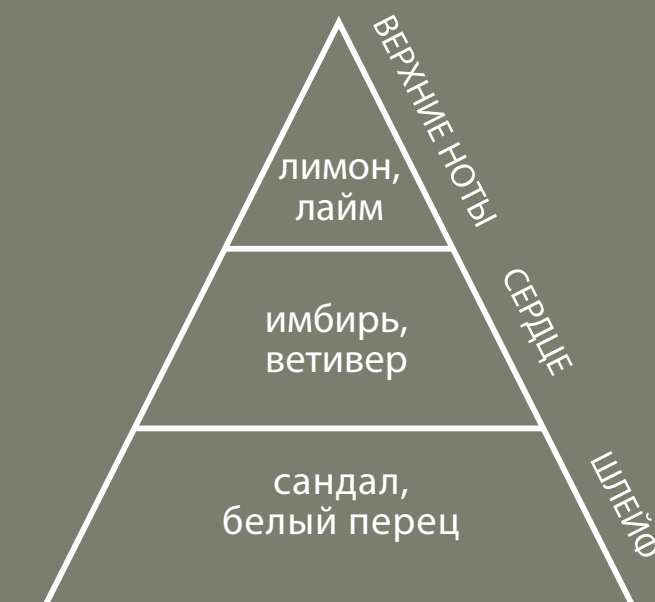 ВЕРХНИЕ НОТЫ
лимон,
лайм
СЕРДЦЕ
имбирь,
ветивер
ШЛЕЙФ
сандал,
белый перец